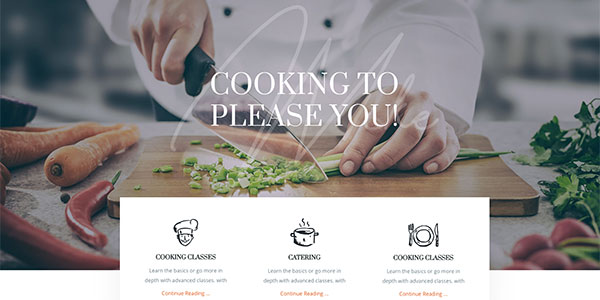 COOKING TO
PLEASE YOU!
COOKING CLASSES
Learn the basics or go more in
depth with advanced classes. with
Continue Reading ...
CATERING
Learn the basics or go more in
depth with advanced classes. with
Continue Reading ...
COOKING CLASSES
Learn the basics or go more in
depth with advanced classes. with
Continue Reading ...